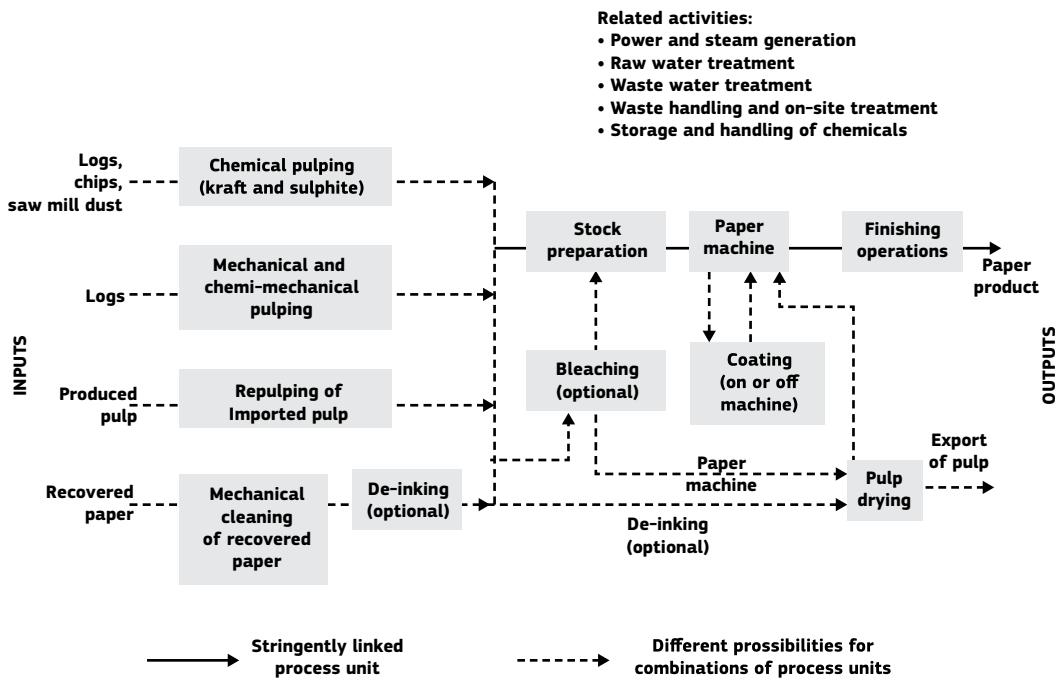 Related activities:
• Power and steam generation
• Raw water treatment
• Waste water treatment
• Waste handling and on-site treatment
• Storage and handling of chemicals
INPUTS
Logs,
chips,
saw mill dust
Chemical pulping
(kraft and sulphite)
Logs
Mechanical and
chemi-mechanical
pulping
Produced
pulp
Repulping of
Imported pulp
Recovered
paper
Mechanical
cleaning
of recovered
paper
De-inking
(optional)
Stock
preparation
Paper
machine
Finishing
operations
Paper
product
Bleaching
(optional)
Coating
(on or off
machine)
Paper
machine
De-inking
(optional)
Pulp
drying
Export
of pulp
OUTPUTS
Stringently linked
process unit
Different prossibilities for
combinations of process units